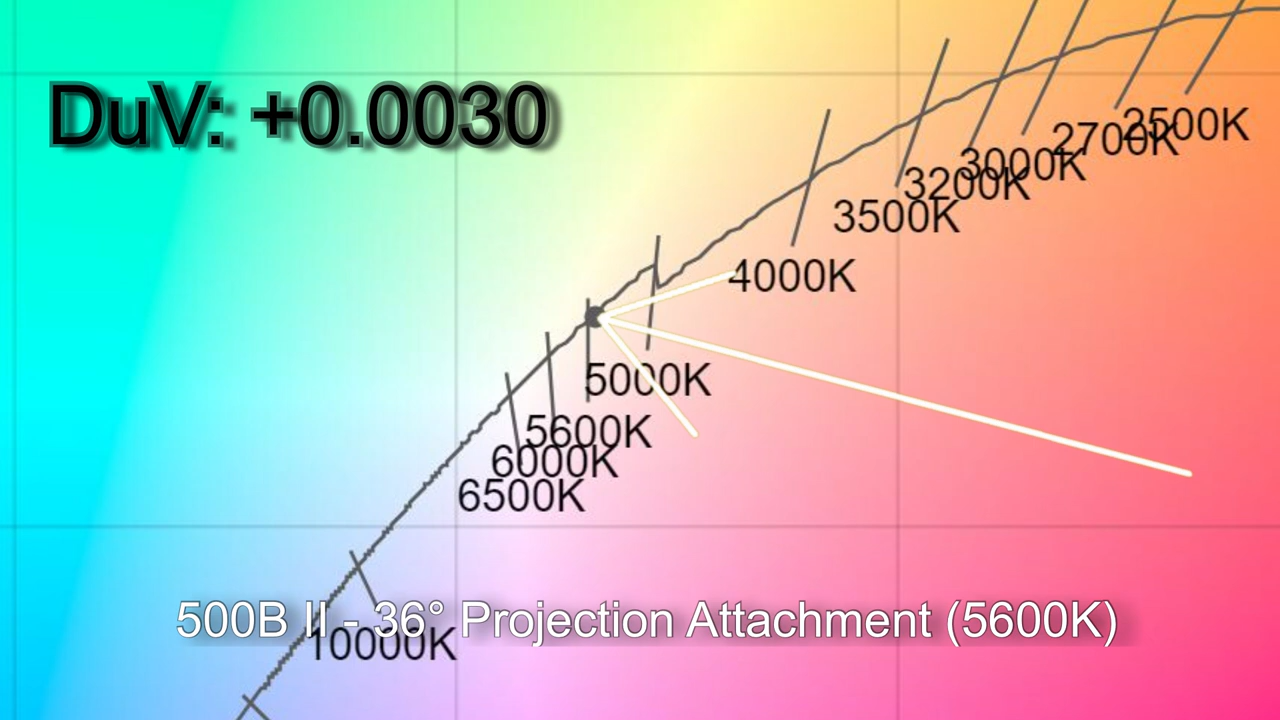 DuV: +0.0030
2500K
2700K
3000K
3200K
3500K
4000K
5000K
5600K
6000K
6500K
500B II - 36° Projection Attachment (5600K)
10000K